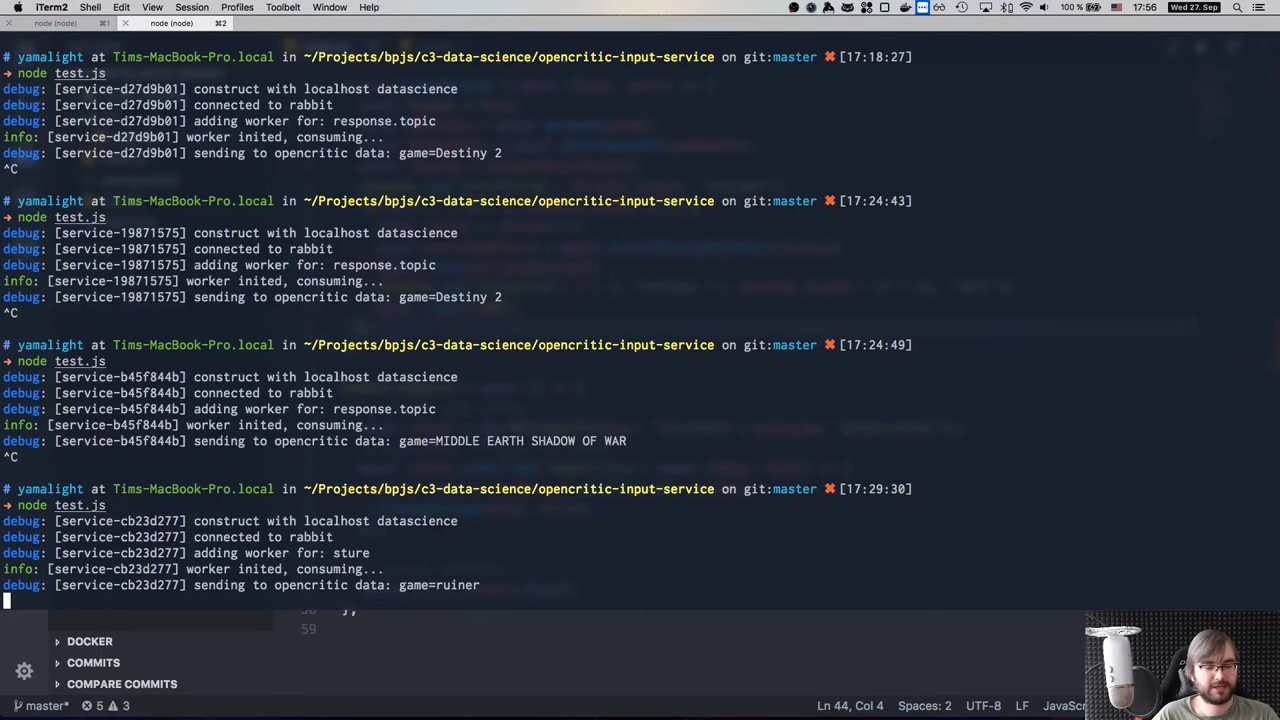 iTerm2 Shell Edit View Session Profiles Toolbelt Window Help 100 % 17:56 Wed 27. Sep
node (node) ⌘1 node (node) ⌘2
# yamalight at Tims-MacBook-Pro.local in ~/Projects/bpjs/c3-data-science/opencritic-input-service on git:master ✖ [17:18:27]
→ node test.js
debug: [service-d27d9b01] construct with localhost datascience
debug: [service-d27d9b01] connected to rabbit
debug: [service-d27d9b01] adding worker for: response.topic
info: [service-d27d9b01] worker inited, consuming...
debug: [service-d27d9b01] sending to opencritic data: game=Destiny 2
^C
# yamalight at Tims-MacBook-Pro.local in ~/Projects/bpjs/c3-data-science/opencritic-input-service on git:master ✖ [17:24:43]
→ node test.js
debug: [service-19871575] construct with localhost datascience
debug: [service-19871575] connected to rabbit
debug: [service-19871575] adding worker for: response.topic
info: [service-19871575] worker inited, consuming...
debug: [service-19871575] sending to opencritic data: game=Destiny 2
^C
# yamalight at Tims-MacBook-Pro.local in ~/Projects/bpjs/c3-data-science/opencritic-input-service on git:master ✖ [17:24:49]
→ node test.js
debug: [service-b45f844b] construct with localhost datascience
debug: [service-b45f844b] connected to rabbit
debug: [service-b45f844b] adding worker for: response.topic
info: [service-b45f844b] worker inited, consuming...
debug: [service-b45f844b] sending to opencritic data: game=MIDDLE EARTH SHADOW OF WAR
^C
# yamalight at Tims-MacBook-Pro.local in ~/Projects/bpjs/c3-data-science/opencritic-input-service on git:master ✖ [17:29:30]
→ node test.js
debug: [service-cb23d277] construct with localhost datascience
debug: [service-cb23d277] connected to rabbit
debug: [service-cb23d277] adding worker for: sture
info: [service-cb23d277] worker inited, consuming...
debug: [service-cb23d277] sending to opencritic data: game=ruiner
58 };
59
DOCKER
COMMITS
COMPARE COMMITS
master* 5 3 Ln 44, Col 4 Spaces: 2 UTF-8 LF